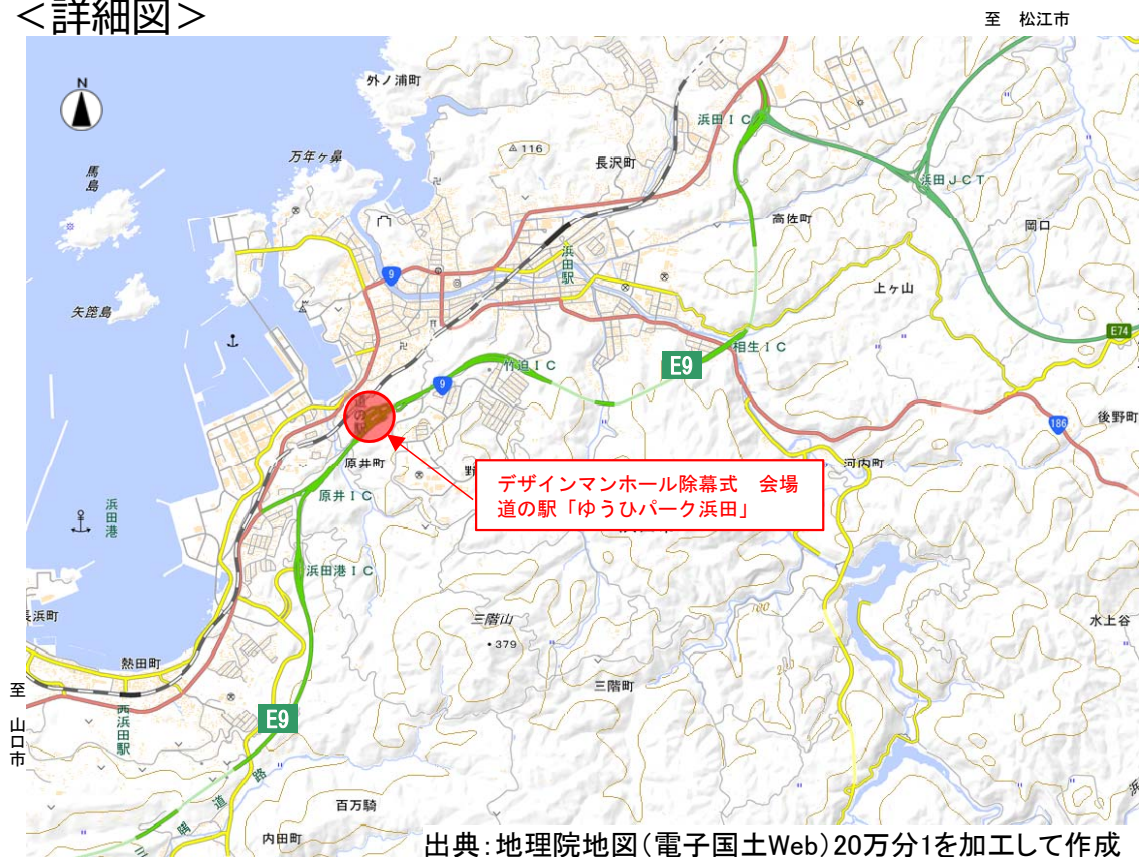 <詳細図>
至 松江市
N
外ノ浦町
浜田IC
116
長沢町
万年ヶ鼻
馬島
浜田JCT
高佐町
岡口
浜田駅
9
上ヶ山
矢箆島
E74
相生IC
E9
竹迫IC
9
186
後野町
原井町
河内町
デザインマンホール除幕式 会場
道の駅「ゆうひパーク浜田」
原井IC
浜田港
浜田港IC
長浜町
三階山
水上谷
379
熱田町
三階町
至 山口市
西浜田駅
E9
三隅道路
百万騎
内田町
出典:地理院地図(電子国土Web)20万分1を加工して作成